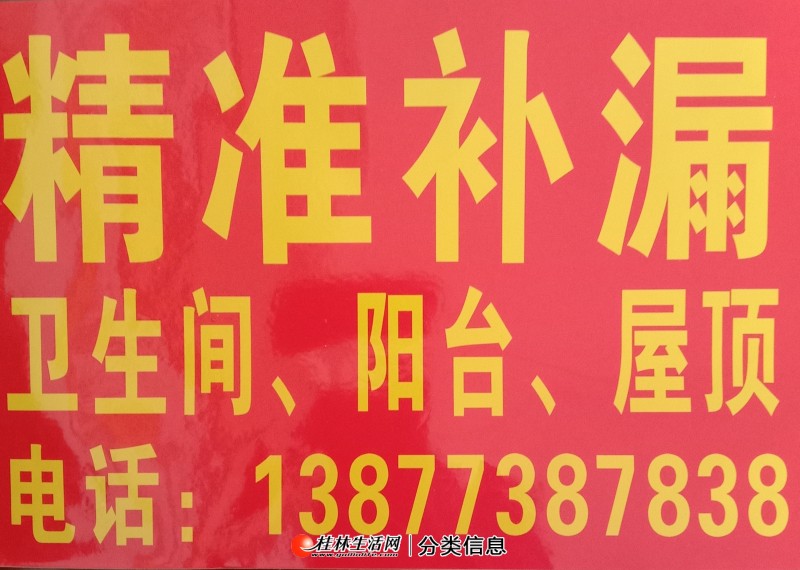 精准补漏
卫生间、阳台、屋顶
电话：13877387838
桂林生活网 | 分类信息